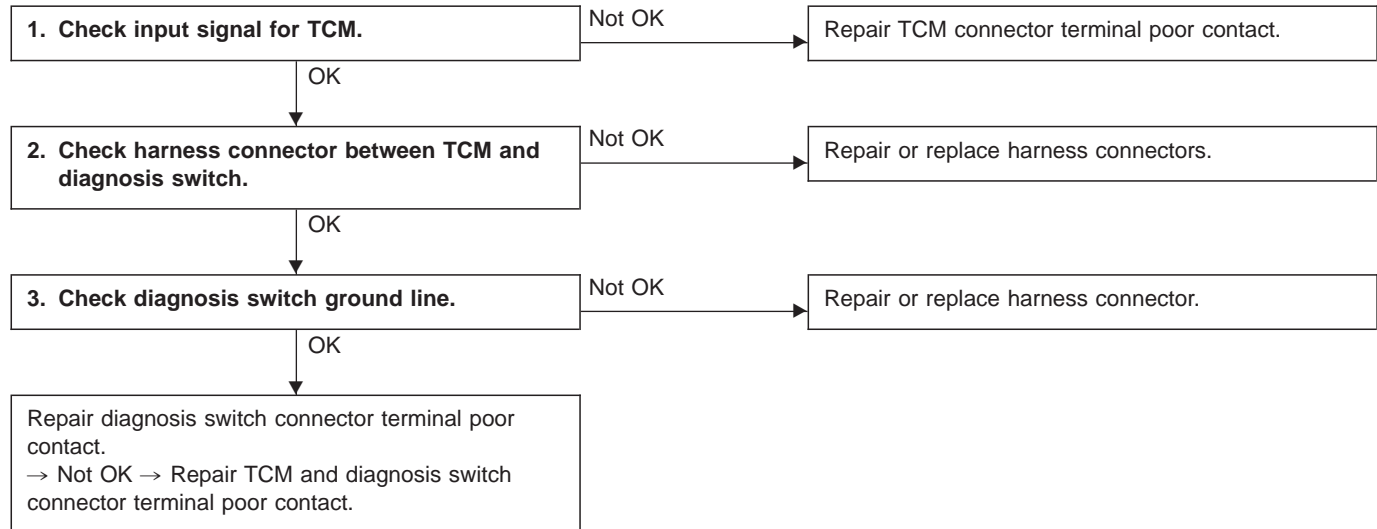 1. Check input signal for TCM.
Not OK
Repair TCM connector terminal poor contact.
OK
2. Check harness connector between TCM and
diagnosis switch.
Not OK
Repair or replace harness connectors.
OK
3. Check diagnosis switch ground line.
Not OK
Repair or replace harness connector.
OK
Repair diagnosis switch connector terminal poor
contact.
→ Not OK → Repair TCM and diagnosis switch
connector terminal poor contact.